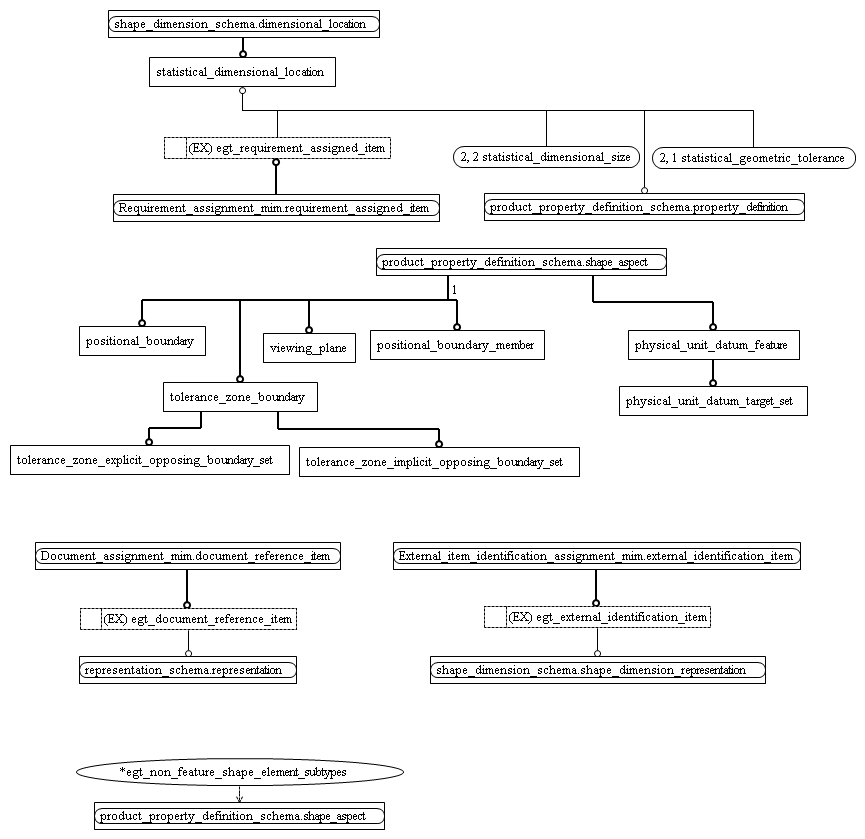 shape_dimension_schema.dimensional_location
statistical_dimensional_location
(EX) egt_requirement_assigned_item
2, 2 statistical_dimensional_size
2, 1 statistical_geometric_tolerance
Requirement_assignment_mim.requirement_assigned_item
product_property_definition_schema.property_definition
product_property_definition_schema.shape_aspect
1
positional_boundary
viewing_plane
positional_boundary_member
physical_unit_datum_feature
tolerance_zone_boundary
physical_unit_datum_target_set
tolerance_zone_explicit_opposing_boundary_set
tolerance_zone_implicit_opposing_boundary_set
Document_assignment_mim.document_reference_item
External_item_identification_assignment_mim.external_identification_item
(EX) egt_document_reference_item
(EX) egt_external_identification_item
representation_schema.representation
shape_dimension_schema.shape_dimension_representation
*egt_non_feature_shape_element_subtypes
product_property_definition_schema.shape_aspect